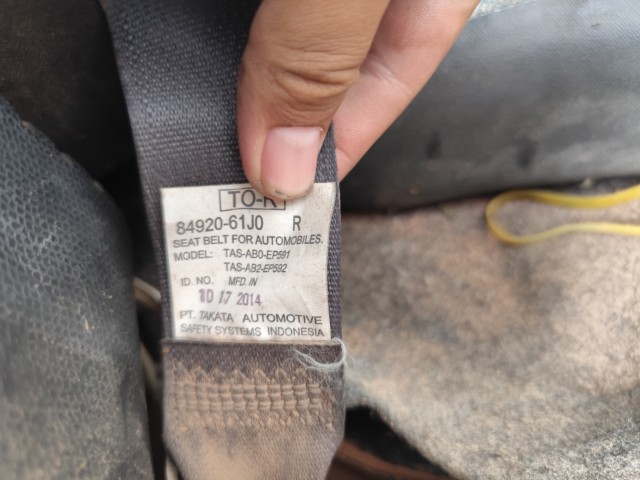 TO-R
84920-61J0 R
SEAT BELT FOR AUTOMOBILES.
MODEL: TAS-AB0-EP591
TAS-AB2-EP592
ID. NO. MFD. IN
10 17 2014
PT. TAKATA AUTOMOTIVE
SAFETY SYSTEMS INDONESIA